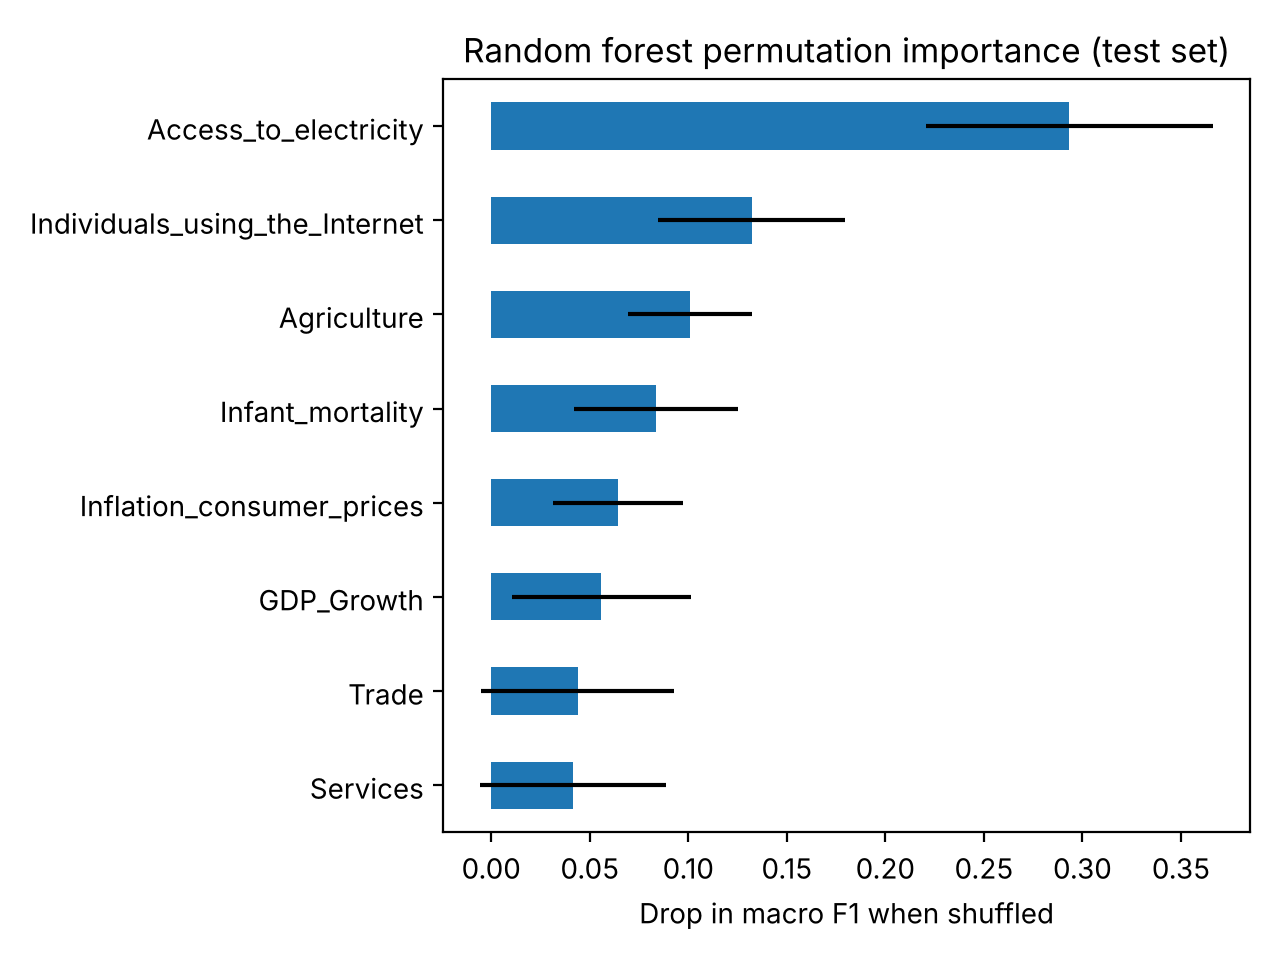 Random forest permutation importance (test set)
Access_to_electricity
Individuals_using_the_Internet
Agriculture
Infant_mortality
Inflation_consumer_prices
GDP_Growth
Trade
Services
0.00 0.05 0.10 0.15 0.20 0.25 0.30 0.35
Drop in macro F1 when shuffled